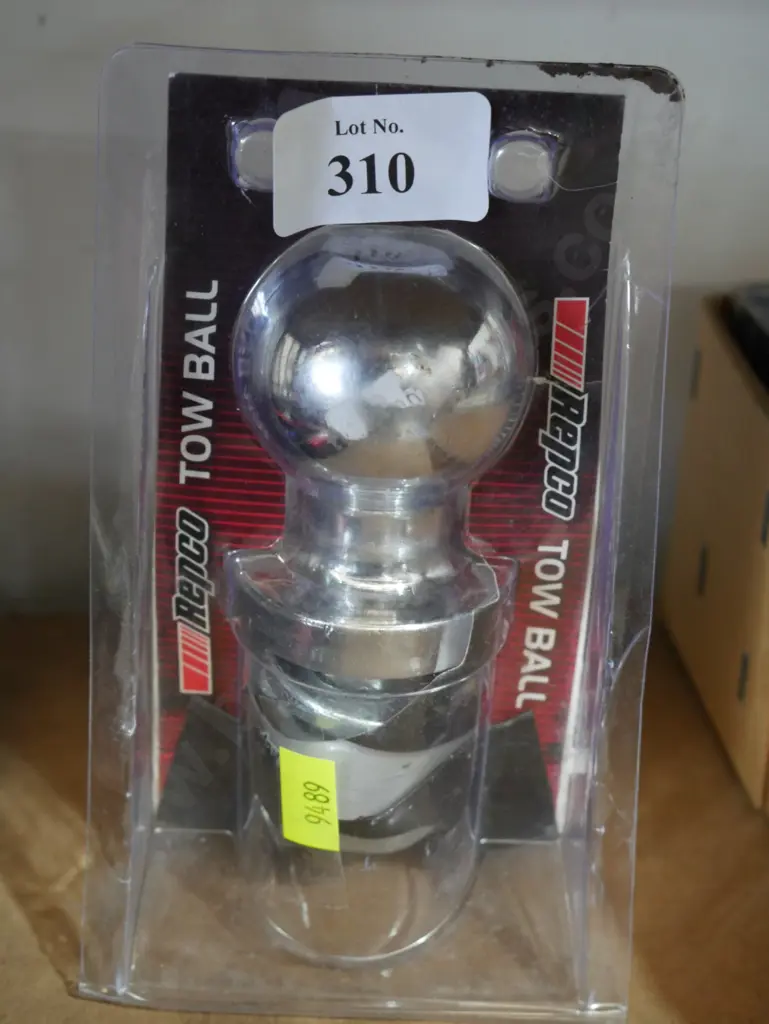 Lot No.
310
Repco TOW BALL
Repco TOW BALL
9489